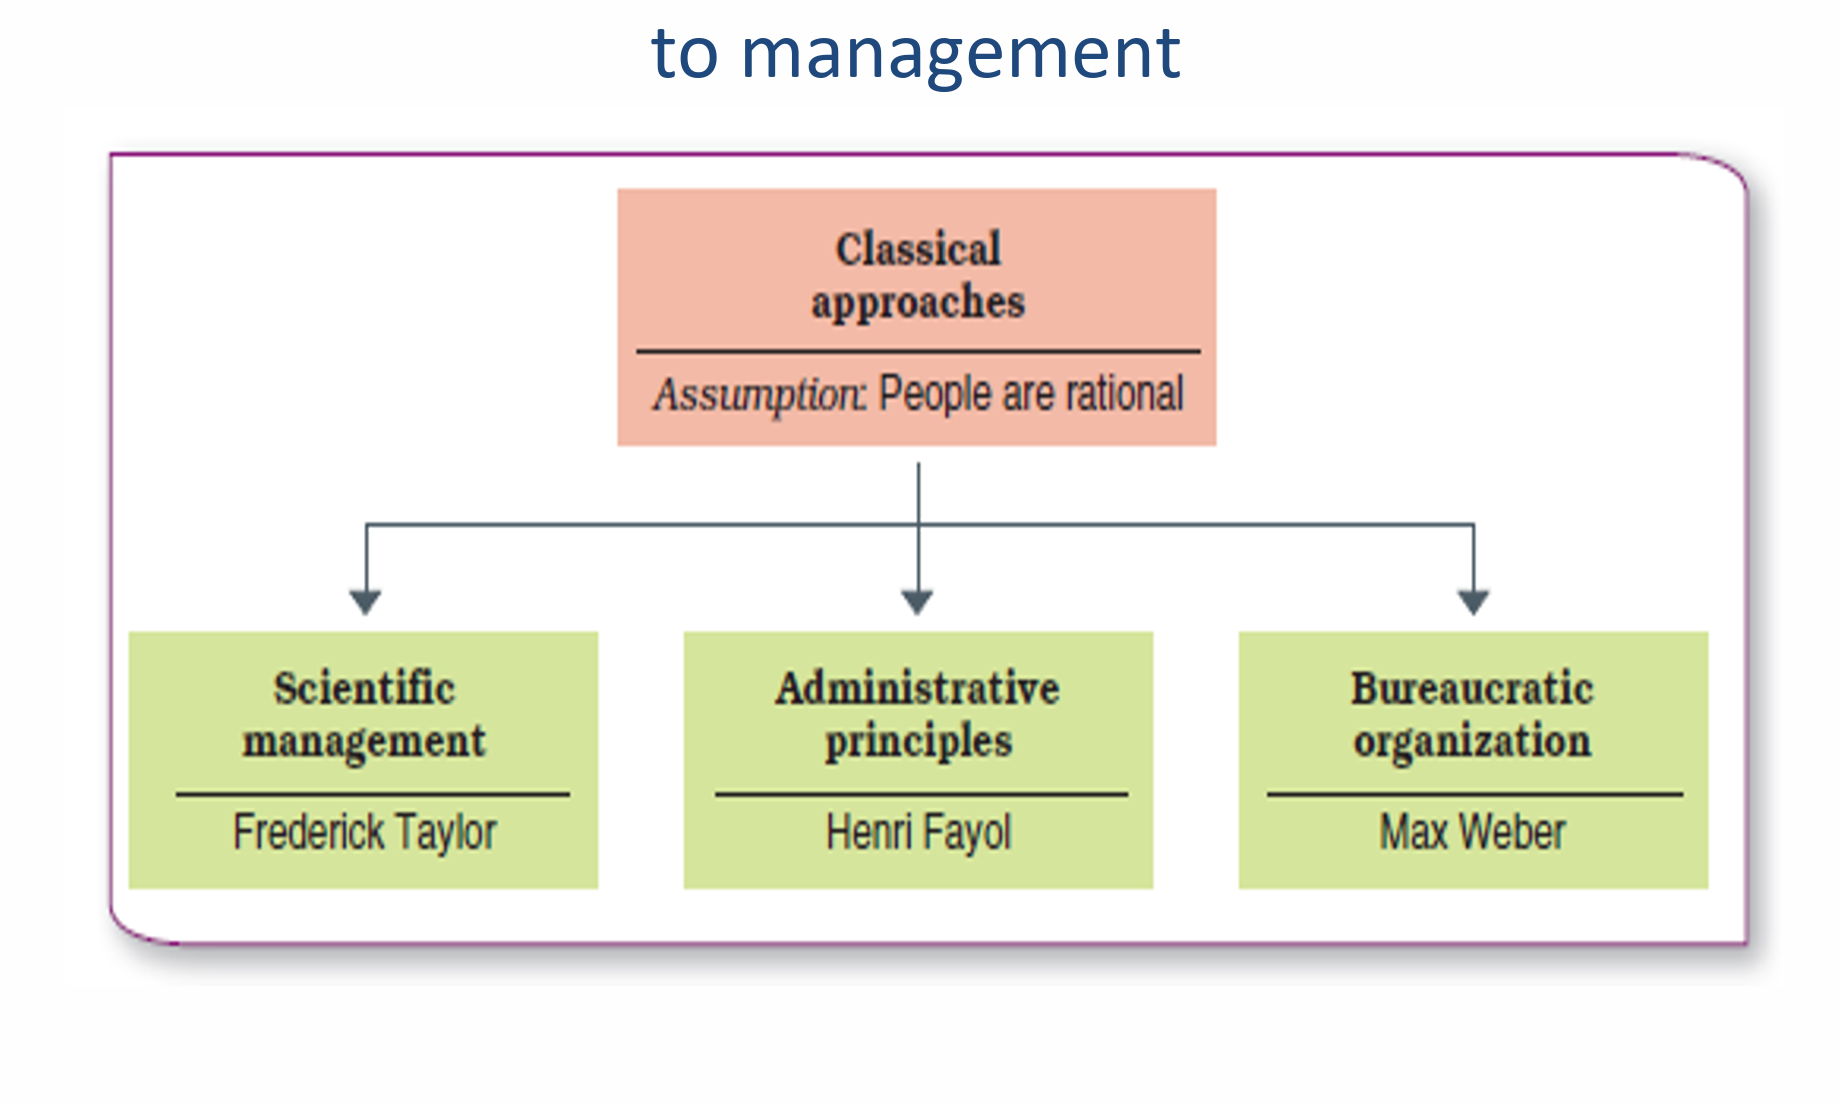 to management
Classical
approaches
Assumption: People are rational
Scientific
management
Frederick Taylor
Administrative
principles
Henri Fayol
Bureaucratic
organization
Max Weber